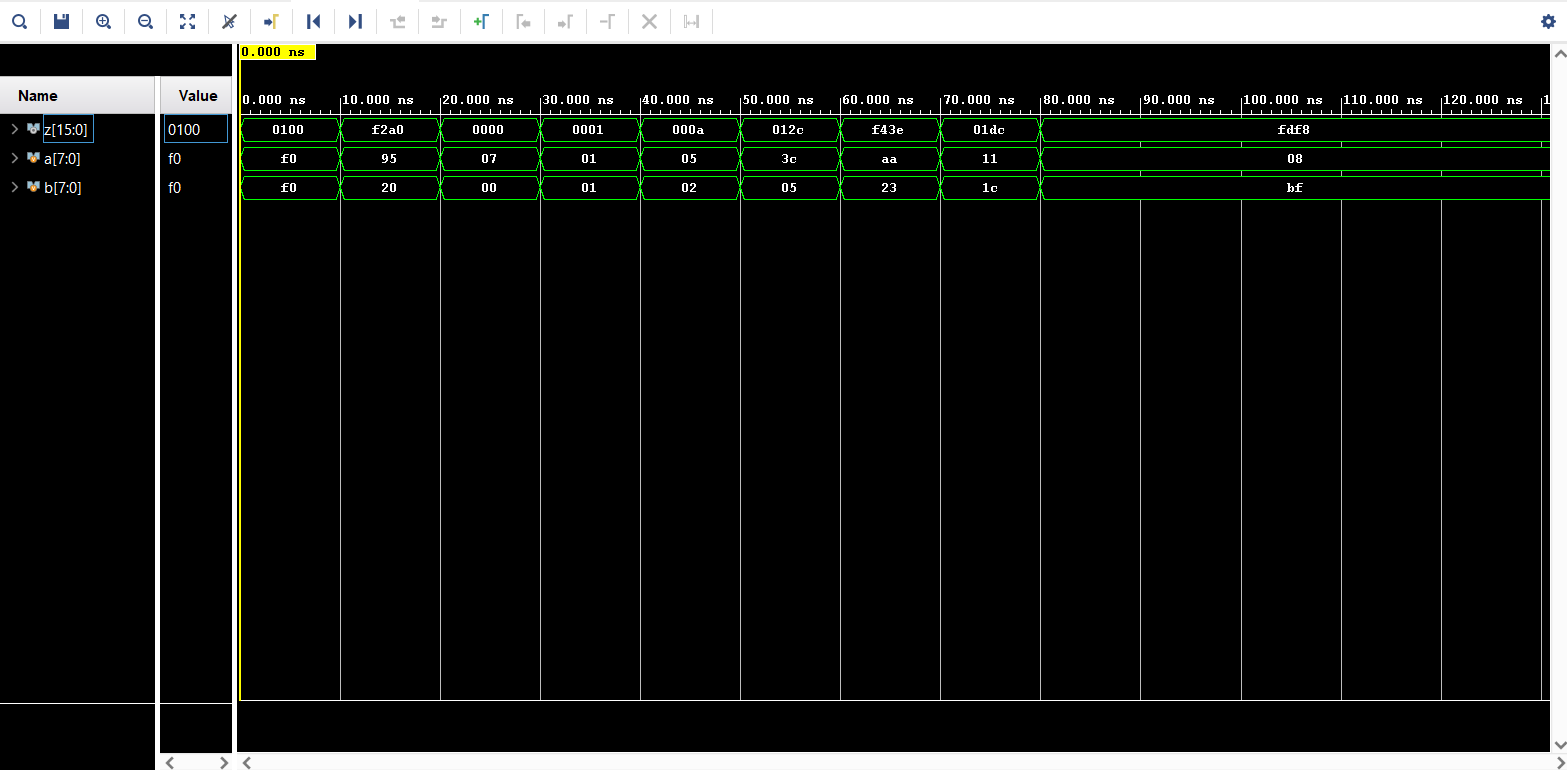 0.000 ns
Name Value
0.000 ns 10.000 ns 20.000 ns 30.000 ns 40.000 ns 50.000 ns 60.000 ns 70.000 ns 80.000 ns 90.000 ns 100.000 ns 110.000 ns 120.000 ns 1
z[15:0] 0100 0100 f2a0 0000 0001 000a 012c f43e 01dc fdf8
a[7:0] f0 f0 95 07 01 05 3c aa 11 08
b[7:0] f0 f0 20 00 01 02 05 23 1c bf